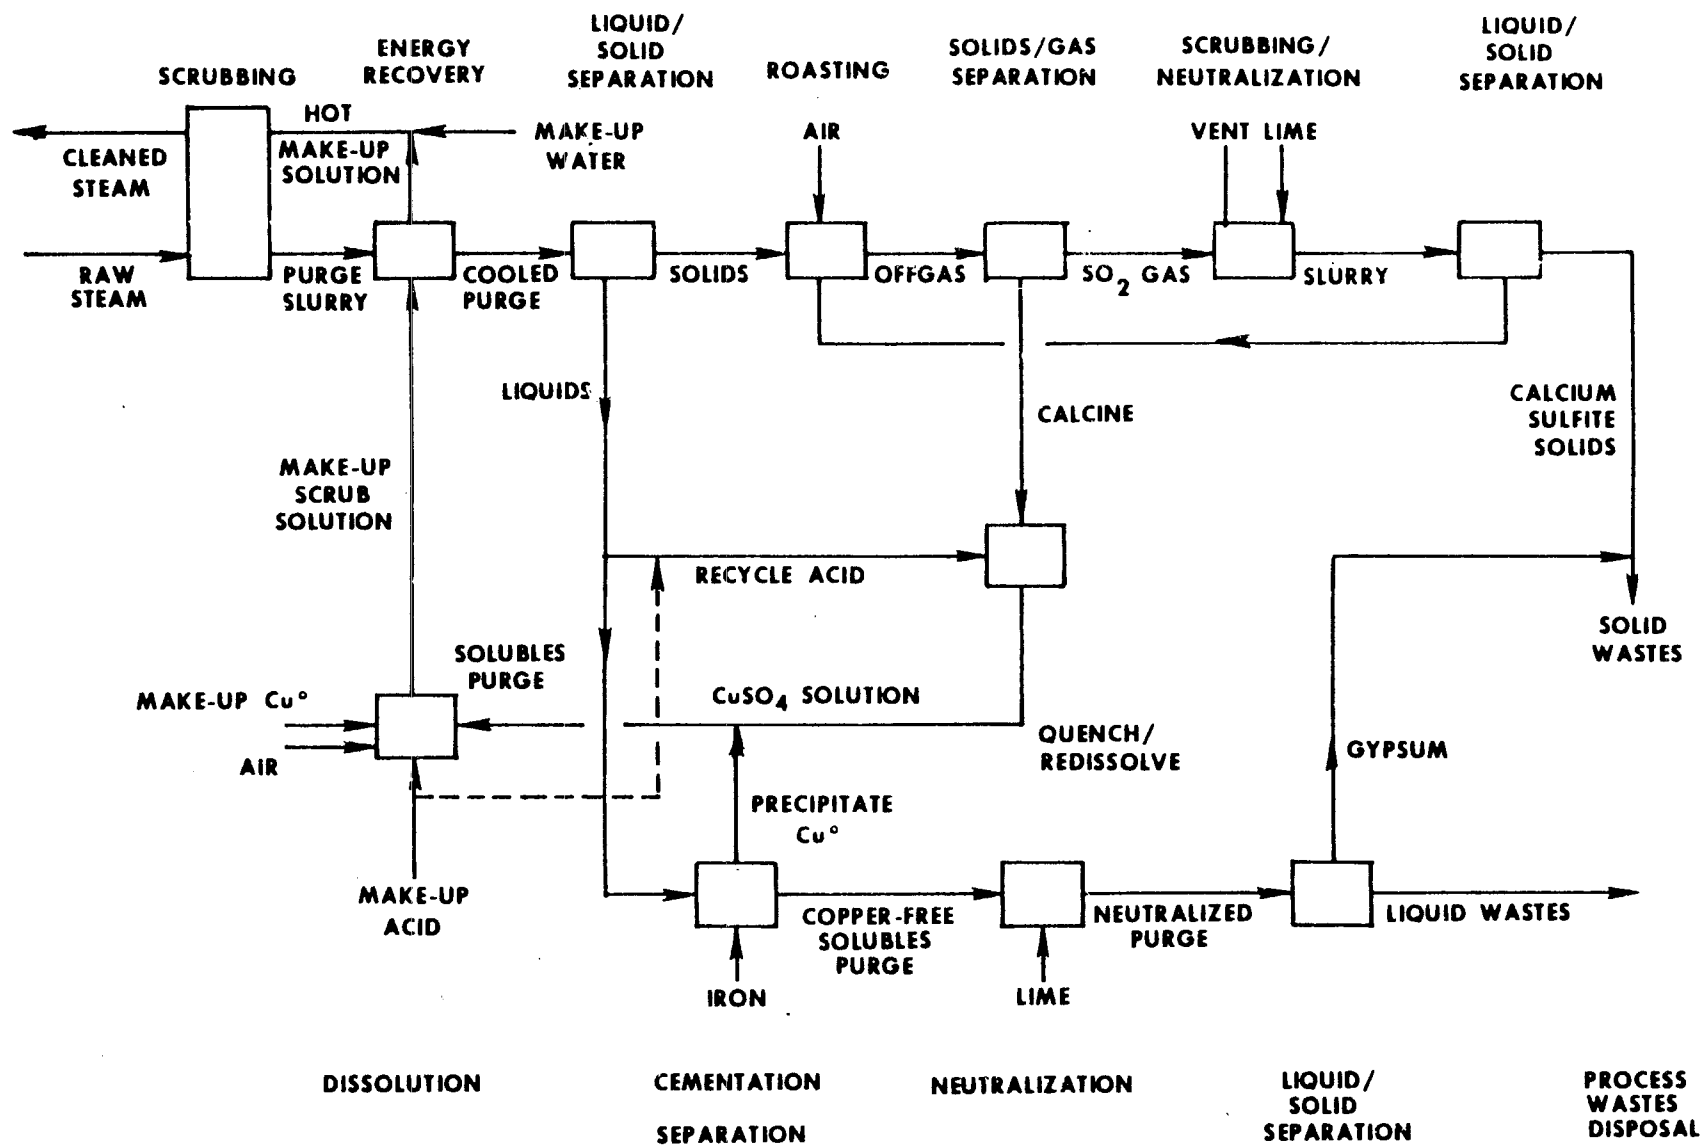 SCRUBBING
ENERGY
RECOVERY
LIQUID/
SOLID
SEPARATION
ROASTING
SOLIDS/GAS
SEPARATION
SCRUBBING/
NEUTRALIZATION
LIQUID/
SOLID
SEPARATION
HOT
MAKE-UP
SOLUTION
MAKE-UP
WATER
AIR
VENT LIME
CLEANED
STEAM
RAW
STEAM
PURGE
SLURRY
COOLED
PURGE
SOLIDS
OFFGAS
SO2 GAS
SLURRY
LIQUIDS
CALCINE
CALCIUM
SULFITE
SOLIDS
MAKE-UP
SCRUB
SOLUTION
RECYCLE ACID
SOLID
WASTES
SOLUBLES
PURGE
MAKE-UP Cu°
AIR
CuSO4 SOLUTION
QUENCH/
REDISSOLVE
GYPSUM
PRECIPITATE
Cu°
MAKE-UP
ACID
COPPER-FREE
SOLUBLES
PURGE
NEUTRALIZED
PURGE
LIQUID WASTES
IRON
LIME
DISSOLUTION
CEMENTATION
SEPARATION
NEUTRALIZATION
LIQUID/
SOLID
SEPARATION
PROCESS
WASTES
DISPOSAL